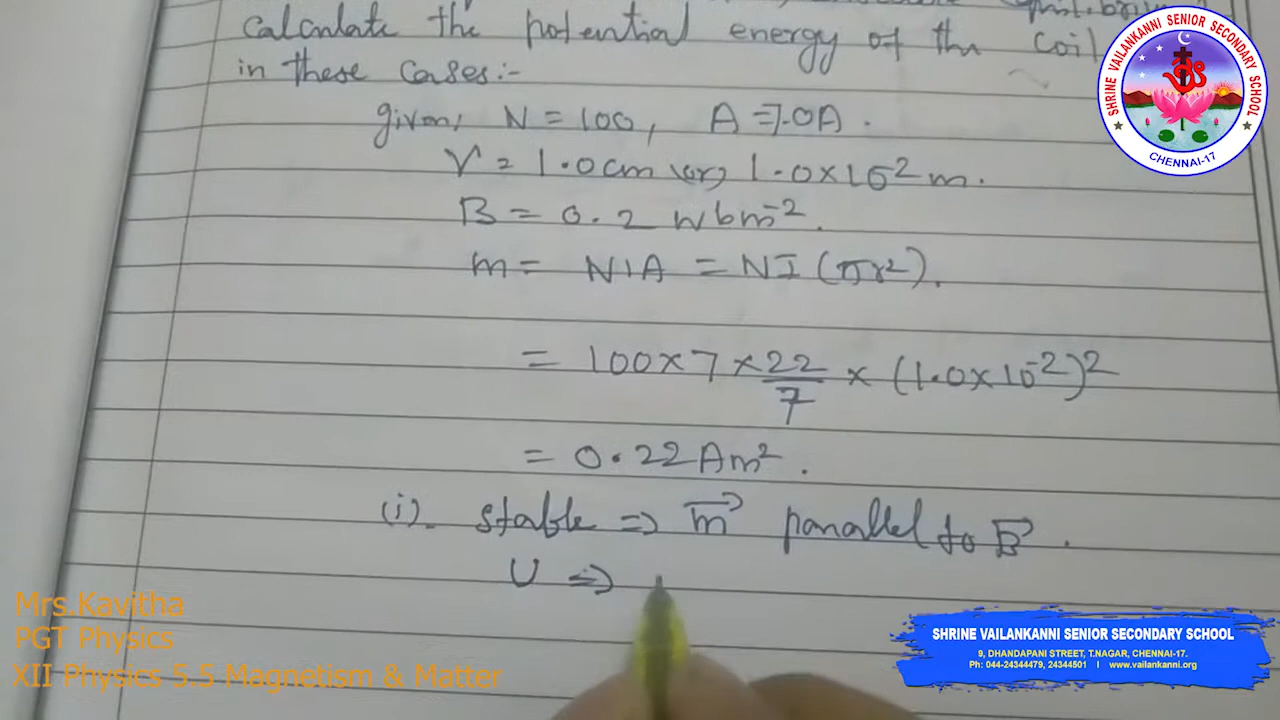 Calculate the potential energy of the coil
in these cases:-
given, N = 100, A = 7.0A.
r = 1.0cm (or) 1.0×10⁻² m.
B = 0.2 Wbm⁻².
m = NIA = NI (πr²).
= 100 × 7 × 22/7 × (1.0×10⁻²)²
= 0.22 Am².
(i). stable ⇒ m⃗ parallel to B⃗.
U ⇒
SHRINE VAILANKANNI SENIOR SECONDARY SCHOOL
CHENNAI-17
Mrs.Kavitha
PGT Physics
XII Physics 5.5 Magnetism & Matter
SHRINE VAILANKANNI SENIOR SECONDARY SCHOOL
9, DHANDAPANI STREET, T.NAGAR, CHENNAI-17.
Ph: 044-24344479, 24344501 I www.vailankanni.org